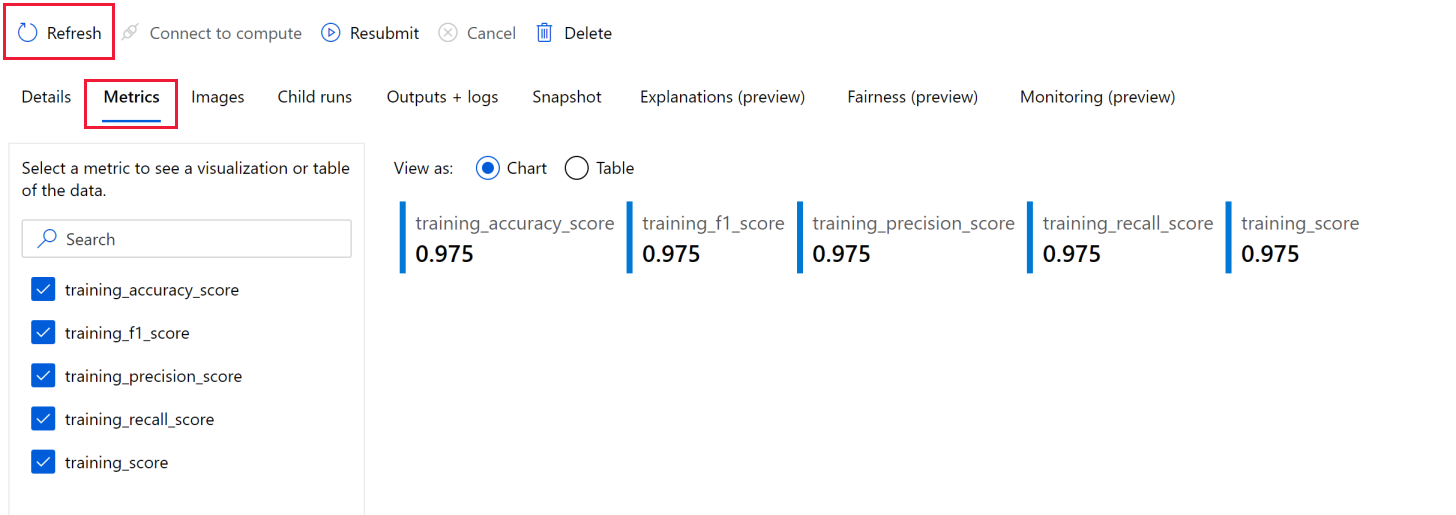 Refresh Connect to compute Resubmit Cancel Delete
Details Metrics Images Child runs Outputs + logs Snapshot Explanations (preview) Fairness (preview) Monitoring (preview)
Select a metric to see a visualization or table
of the data.
Search
training_accuracy_score
training_f1_score
training_precision_score
training_recall_score
training_score
View as: Chart Table
training_accuracy_score training_f1_score training_precision_score training_recall_score training_score
0.975 0.975 0.975 0.975 0.975